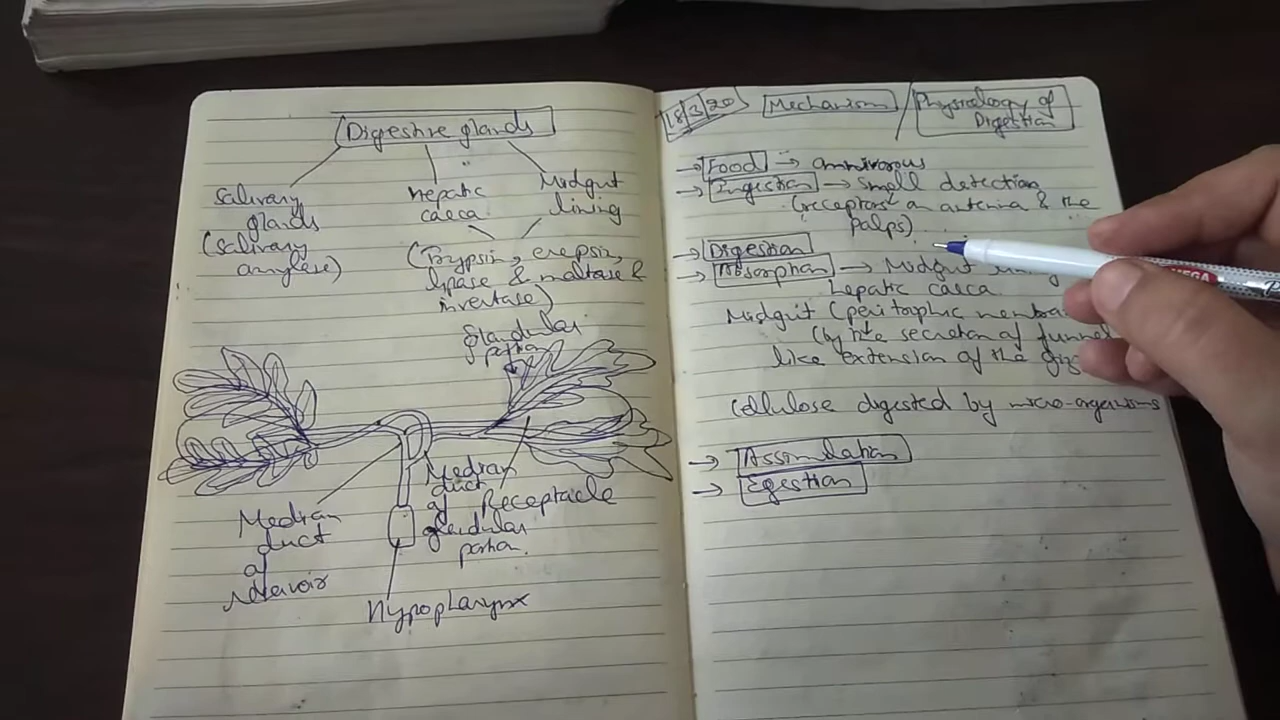 Digestive glands
Salivary
glands
(salivary
amylase)
hepatic
caeca
Midgut
lining
(Trypsin, erepsin,
lipase & maltase &
invertase)
glandular
portion
Median
duct
of
glandular
portion.
Receptacle
Median
duct
of
Hypopharynx
18/3/20
Mechanism / Physiology of
Digestion
→ Food → omnivorous
→ Ingestion → Small detection
(receptors on antenna & the
palps)
→ Digestion
→ Absorption → Midgut
hepatic caeca
Midgut (peritrophic
(by the secretion of funnel
like extension of the
Cellulose digested by micro-organisms
→ Assimilation
→ Egestion